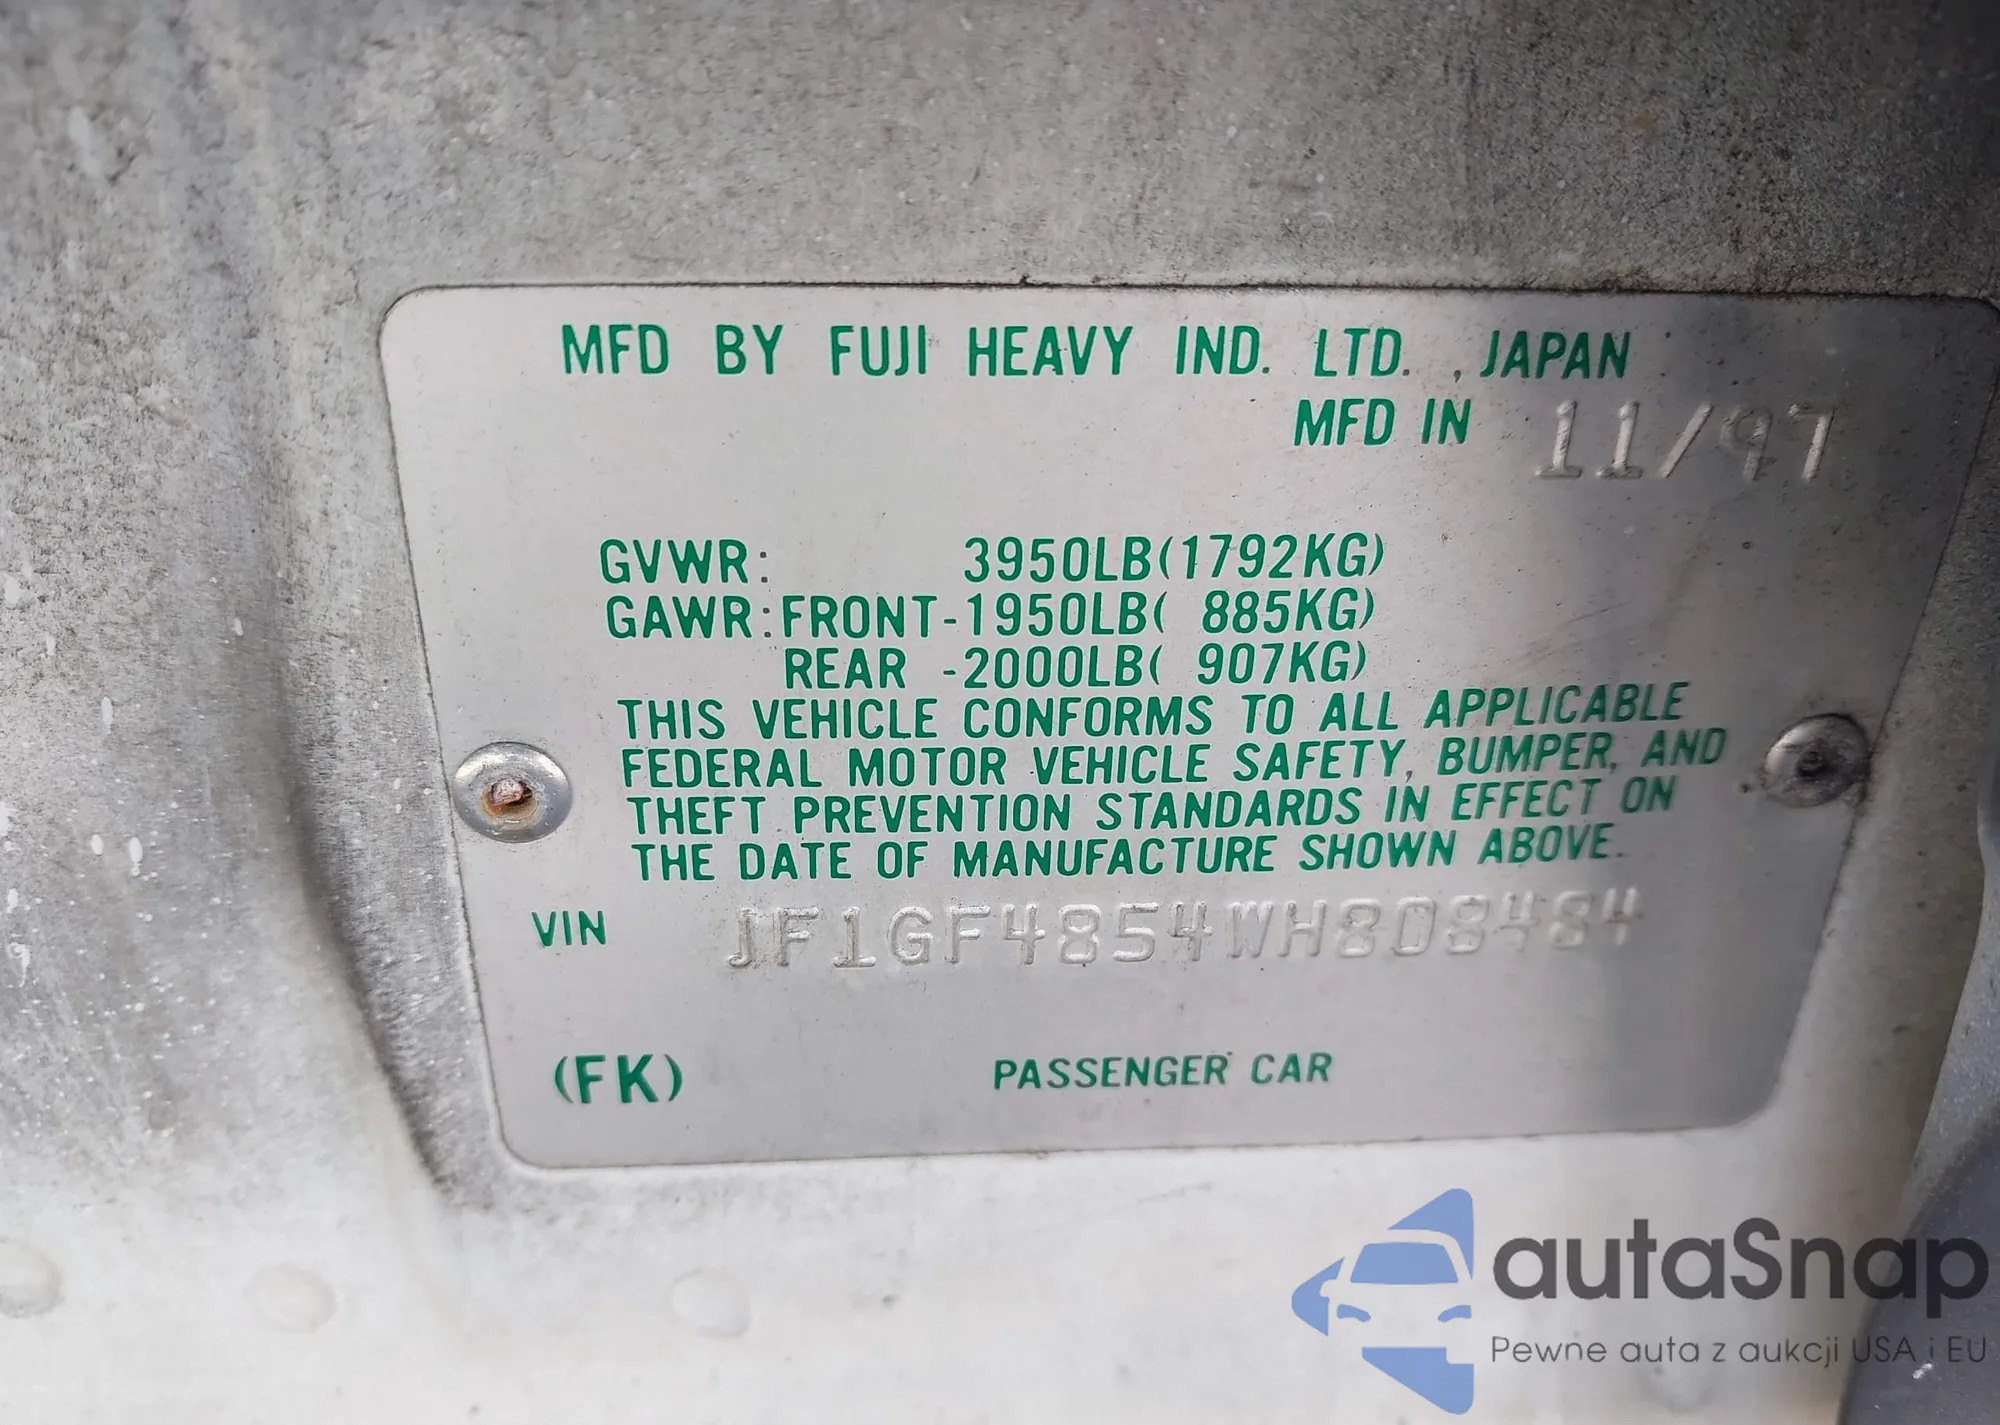 MFD BY FUJI HEAVY IND. LTD. , JAPAN
MFD IN 11/97
GVWR: 3950LB(1792KG)
GAWR:FRONT-1950LB( 885KG)
REAR -2000LB( 907KG)
THIS VEHICLE CONFORMS TO ALL APPLICABLE
FEDERAL MOTOR VEHICLE SAFETY, BUMPER, AND
THEFT PREVENTION STANDARDS IN EFFECT ON
THE DATE OF MANUFACTURE SHOWN ABOVE.
VIN JF1GF4854WH808484
(FK) PASSENGER CAR
autaSnap
Pewne auta z aukcji USA i EU